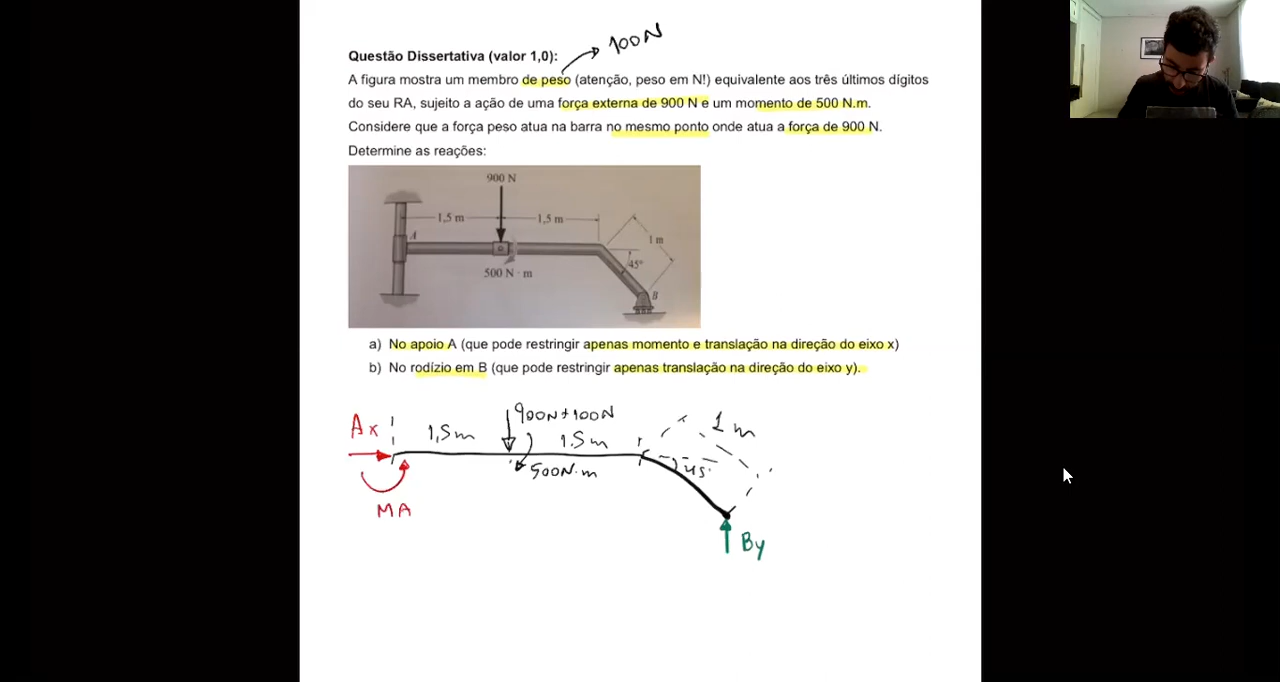 Questão Dissertativa (valor 1,0):
100N
A figura mostra um membro de peso (atenção, peso em N!) equivalente aos três últimos dígitos
do seu RA, sujeito a ação de uma força externa de 900 N e um momento de 500 N.m.
Considere que a força peso atua na barra no mesmo ponto onde atua a força de 900 N.
Determine as reações:
900 N
1,5 m 1,5 m
A 1 m
45°
500 N · m
B
a) No apoio A (que pode restringir apenas momento e translação na direção do eixo x)
b) No rodízio em B (que pode restringir apenas translação na direção do eixo y).
900N+100N
Ax 1,5m 1.5m 1m
500N.m 45°
MA
By